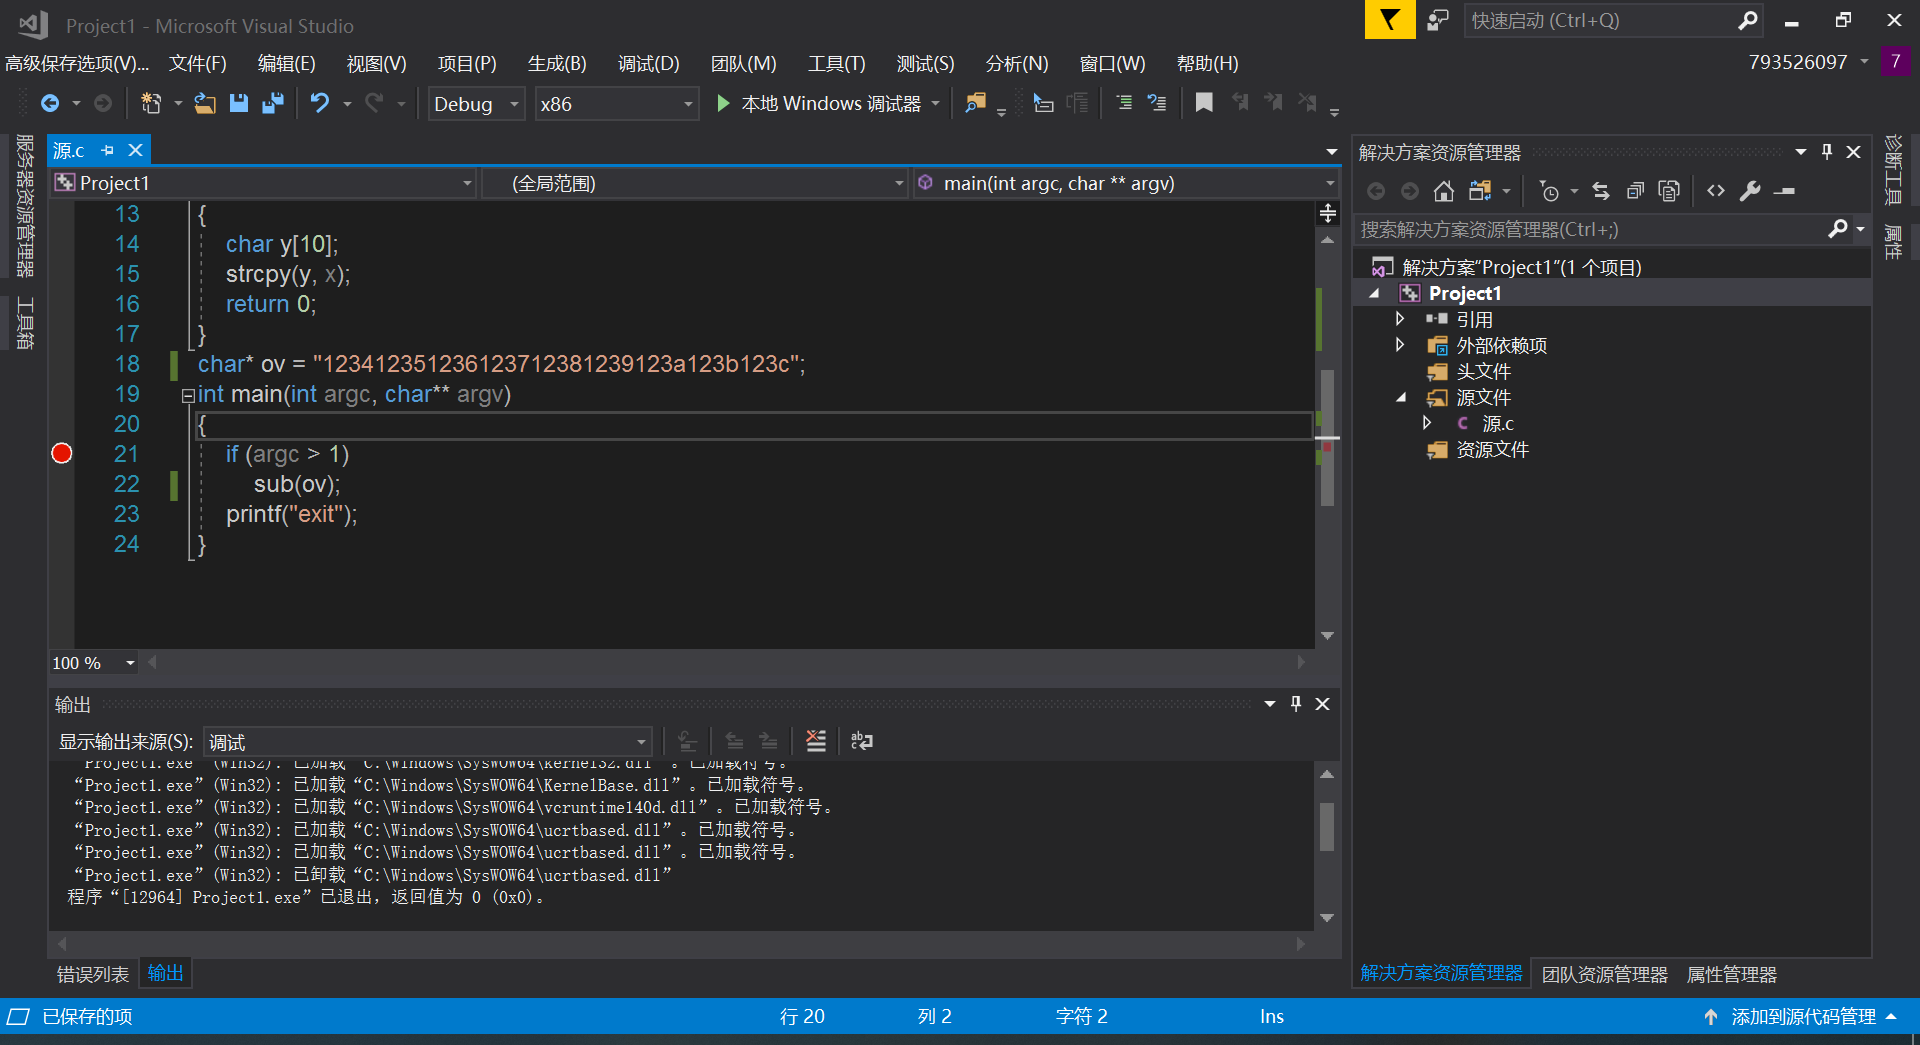 Project1 - Microsoft Visual Studio
快速启动 (Ctrl+Q)
高级保存选项(V)... 文件(F) 编辑(E) 视图(V) 项目(P) 生成(B) 调试(D) 团队(M) 工具(T) 测试(S) 分析(N) 窗口(W) 帮助(H)
793526097 7
Debug x86 本地 Windows 调试器
服务器资源管理器
工具箱
源.c
Project1 (全局范围) main(int argc, char ** argv)
13 {
14 char y[10];
15 strcpy(y, x);
16 return 0;
17 }
18 char* ov = "123412351236123712381239123a123b123c";
19 int main(int argc, char** argv)
20 {
21 if (argc > 1)
22 sub(ov);
23 printf("exit");
24 }
100 %
输出
显示输出来源(S): 调试
“Project1.exe”(Win32): 已加载“C:\Windows\SysWOW64\kernel32.dll”。已加载符号。
“Project1.exe”(Win32): 已加载“C:\Windows\SysWOW64\KernelBase.dll”。已加载符号。
“Project1.exe”(Win32): 已加载“C:\Windows\SysWOW64\vcruntime140d.dll”。已加载符号。
“Project1.exe”(Win32): 已加载“C:\Windows\SysWOW64\ucrtbased.dll”。已加载符号。
“Project1.exe”(Win32): 已加载“C:\Windows\SysWOW64\ucrtbased.dll”。已加载符号。
“Project1.exe”(Win32): 已卸载“C:\Windows\SysWOW64\ucrtbased.dll”
程序“[12964] Project1.exe”已退出，返回值为 0 (0x0)。
错误列表 输出
解决方案资源管理器
搜索解决方案资源管理器(Ctrl+;)
解决方案“Project1”(1 个项目)
Project1
引用
外部依赖项
头文件
源文件
源.c
资源文件
解决方案资源管理器 团队资源管理器 属性管理器
诊断工具
属性
已保存的项 行 20 列 2 字符 2 Ins 添加到源代码管理